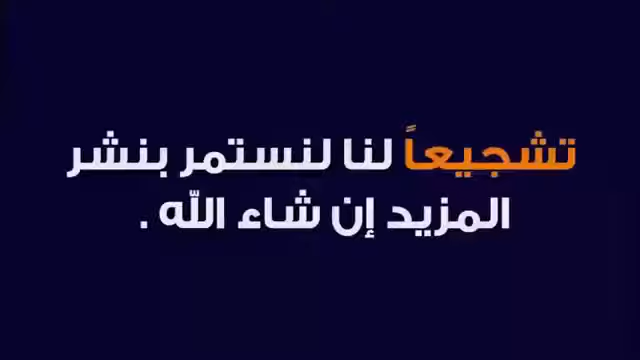 تشجيعاً لنا لنستمر بنشر
المزيد إن شاء الله .